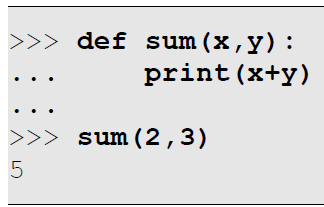 >>> def sum(x,y):
...     print(x+y)
...
>>> sum(2,3)
5